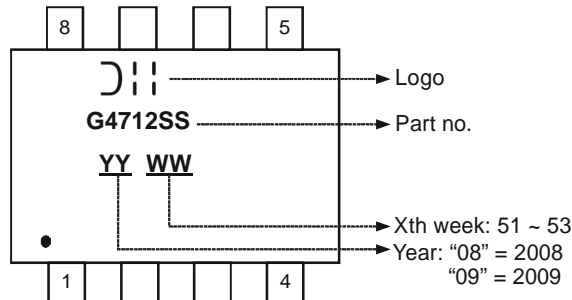 8 5
Logo
G4712SS Part no.
YY WW
Xth week: 51 ~ 53
Year: “08” = 2008
“09” = 2009
1 4